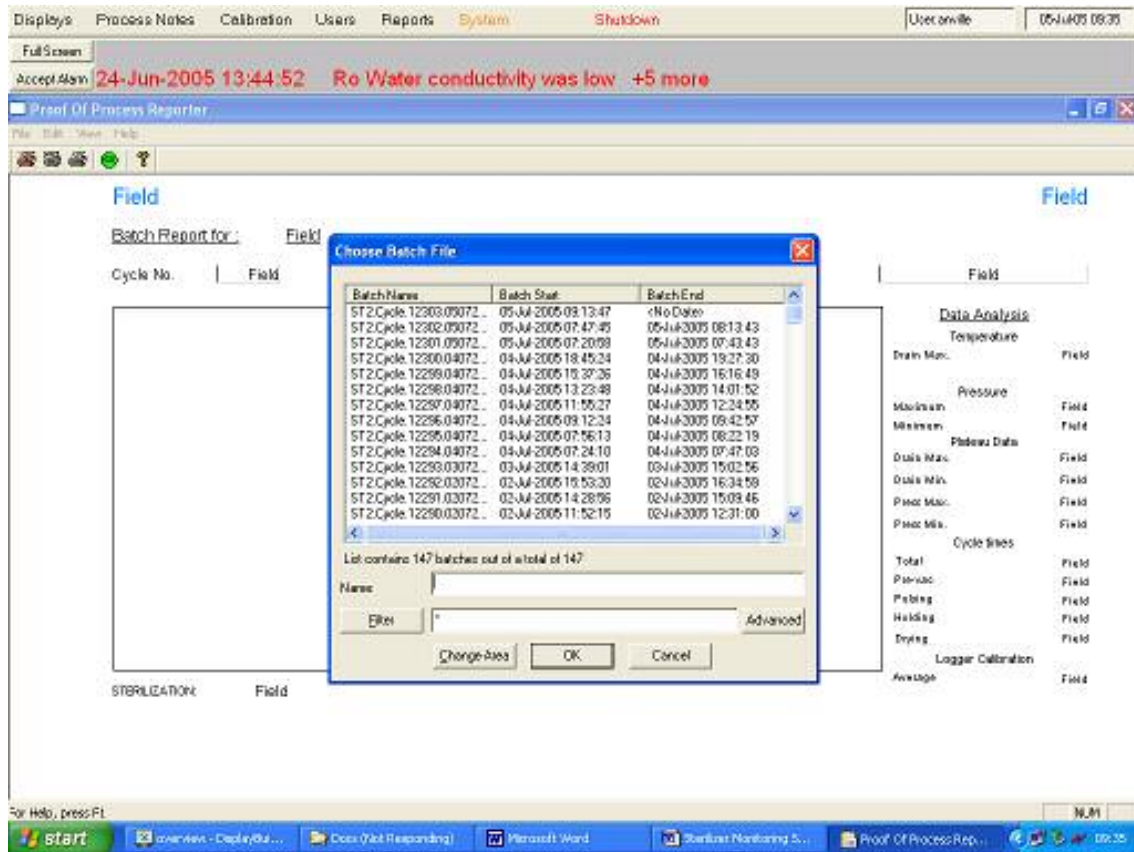 Displays Process Notes Calibration Users Reports System Shutdown User: anville 05-Jul-05 09:35
Full Screen
Accept Alarm 24-Jun-2005 13:44:52 Ro Water conductivity was low +5 more
Proof Of Process Reporter
File Edit View Help
Field Field
Batch Report for : Field
Cycle No. Field Field
Choose Batch File
Batch Name Batch Start Batch End
ST2.Cycle.12303.05072... 05-Jul-2005 09:13:47 <No Date>
ST2.Cycle.12302.05072... 05-Jul-2005 07:47:45 05-Jul-2005 08:13:43
ST2.Cycle.12301.05072... 05-Jul-2005 07:20:58 05-Jul-2005 07:43:43
ST2.Cycle.12300.04072... 04-Jul-2005 18:45:24 04-Jul-2005 19:27:30
ST2.Cycle.12299.04072... 04-Jul-2005 15:37:26 04-Jul-2005 16:16:49
ST2.Cycle.12298.04072... 04-Jul-2005 13:23:48 04-Jul-2005 14:01:52
ST2.Cycle.12297.04072... 04-Jul-2005 11:55:27 04-Jul-2005 12:24:55
ST2.Cycle.12296.04072... 04-Jul-2005 09:12:24 04-Jul-2005 09:42:57
ST2.Cycle.12295.04072... 04-Jul-2005 07:56:13 04-Jul-2005 08:22:19
ST2.Cycle.12294.04072... 04-Jul-2005 07:24:10 04-Jul-2005 07:47:03
ST2.Cycle.12293.03072... 03-Jul-2005 14:39:01 03-Jul-2005 15:02:56
ST2.Cycle.12292.02072... 02-Jul-2005 15:53:20 02-Jul-2005 16:34:59
ST2.Cycle.12291.02072... 02-Jul-2005 14:28:56 02-Jul-2005 15:09:46
ST2.Cycle.12290.02072... 02-Jul-2005 11:52:15 02-Jul-2005 12:31:00
List contains 147 batches out of a total of 147
Name
Filter * Advanced
Change Area OK Cancel
Data Analysis
Temperature
Drain Max. Field
Pressure
Maximum Field
Minimum Field
Plateau Data
Drain Max. Field
Drain Min. Field
Press Max. Field
Press Min. Field
Cycle times
Total Field
Pre-vac Field
Pulsing Field
Holding Field
Drying Field
Logger Calibration
Average Field
STERILIZATION: Field
For Help, press F1 NUM
start overview - DisplayBui... Docs (Not Responding) Microsoft Word Sterilizer Monitoring S... Proof Of Process Rep... 09:35